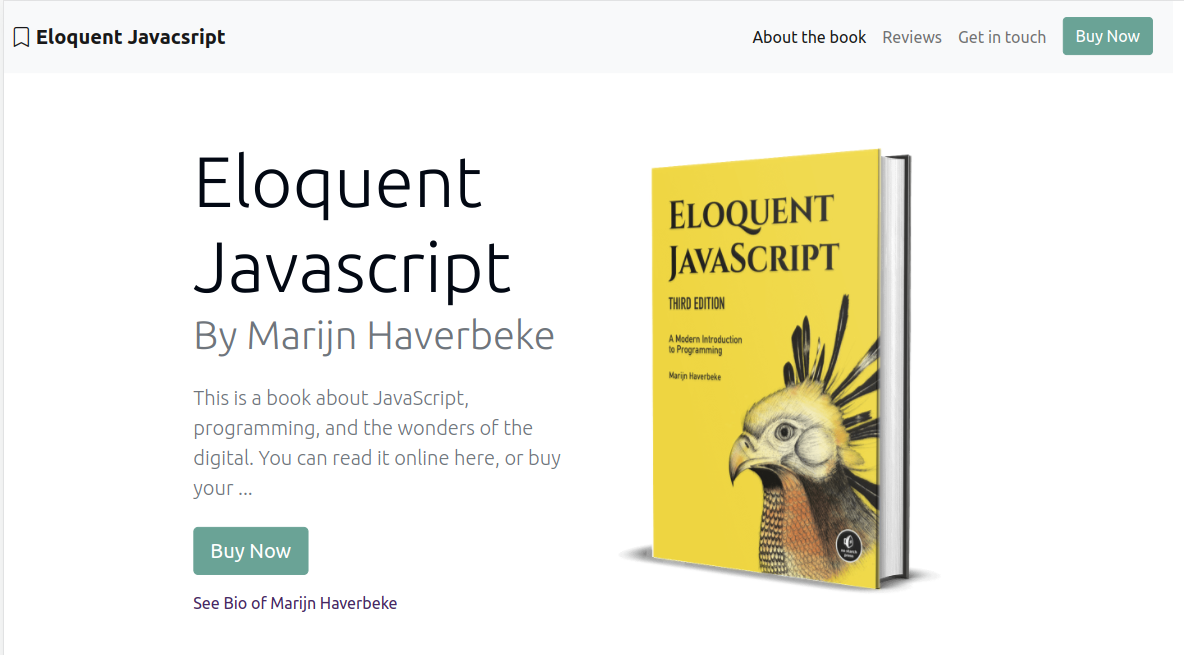 Eloquent Javacsript
About the book Reviews Get in touch Buy Now
Eloquent
Javascript
By Marijn Haverbeke
This is a book about JavaScript,
programming, and the wonders of the
digital. You can read it online here, or buy
your ...
Buy Now
See Bio of Marijn Haverbeke
ELOQUENT
JAVASCRIPT
THIRD EDITION
A Modern Introduction
to Programming
Marijn Haverbeke
no starch
press